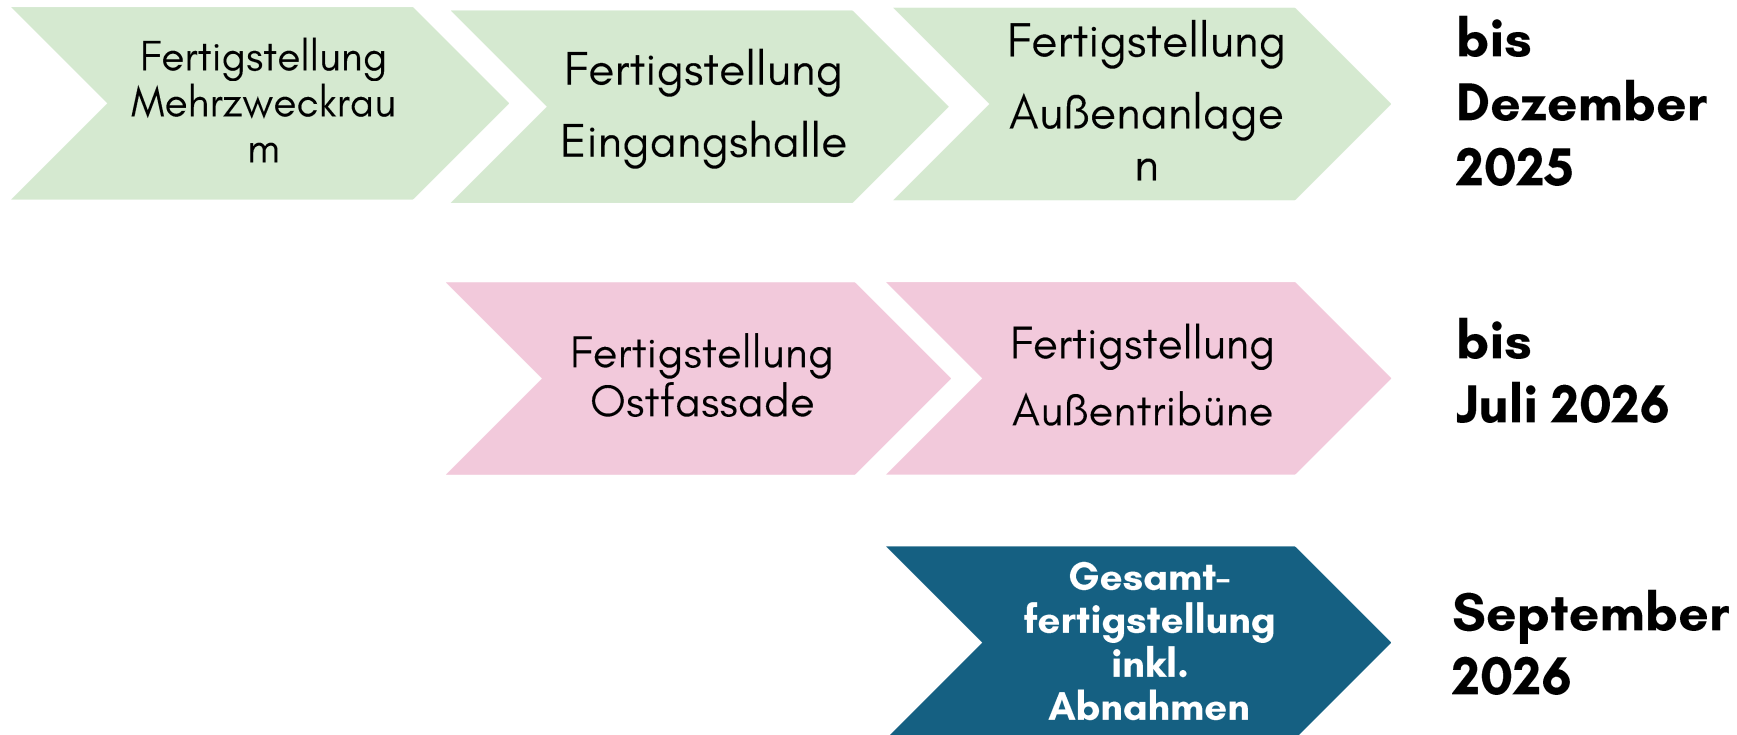 Fertigstellung
Mehrzweckrau
m
Fertigstellung
Eingangshalle
Fertigstellung
Außenanlage
n
bis
Dezember
2025
Fertigstellung
Ostfassade
Fertigstellung
Außentribüne
bis
Juli 2026
Gesamt-
fertigstellung
inkl.
Abnahmen
September
2026